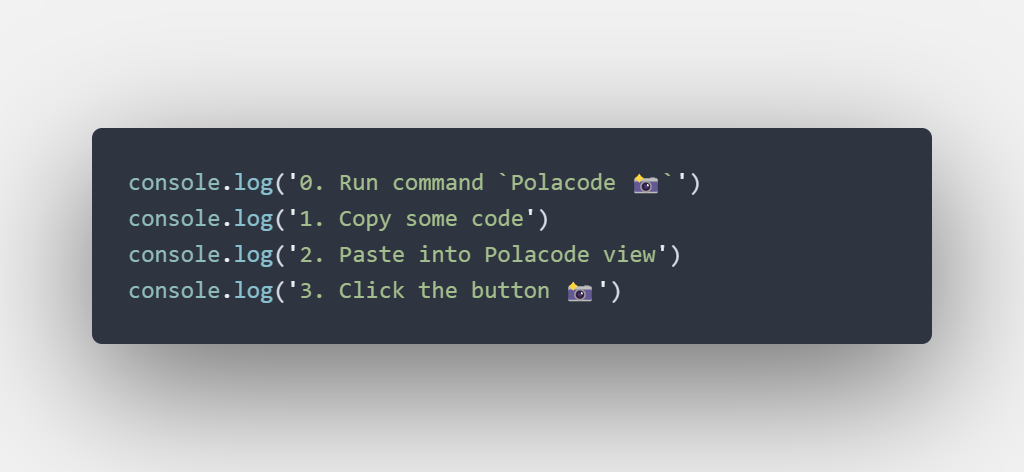 console.log('0. Run command `Polacode 📸`')
console.log('1. Copy some code')
console.log('2. Paste into Polacode view')
console.log('3. Click the button 📸')